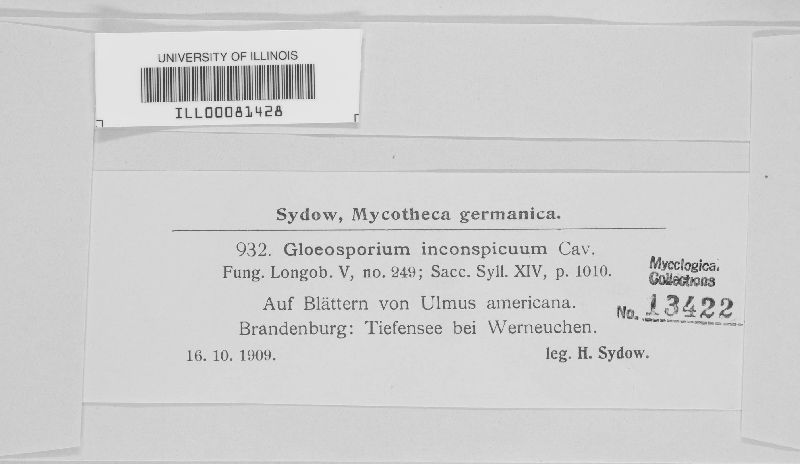 UNIVERSITY OF ILLINOIS
ILL00081428
Sydow, Mycotheca germanica.
932. Gloeosporium inconspicuum Cav.
Fung. Longob. V, no. 249; Sacc. Syll. XIV, p. 1010.
Auf Blättern von Ulmus americana.
Brandenburg: Tiefensee bei Werneuchen.
16. 10. 1909. leg. H. Sydow.
Mycological
Collections
No. 13422